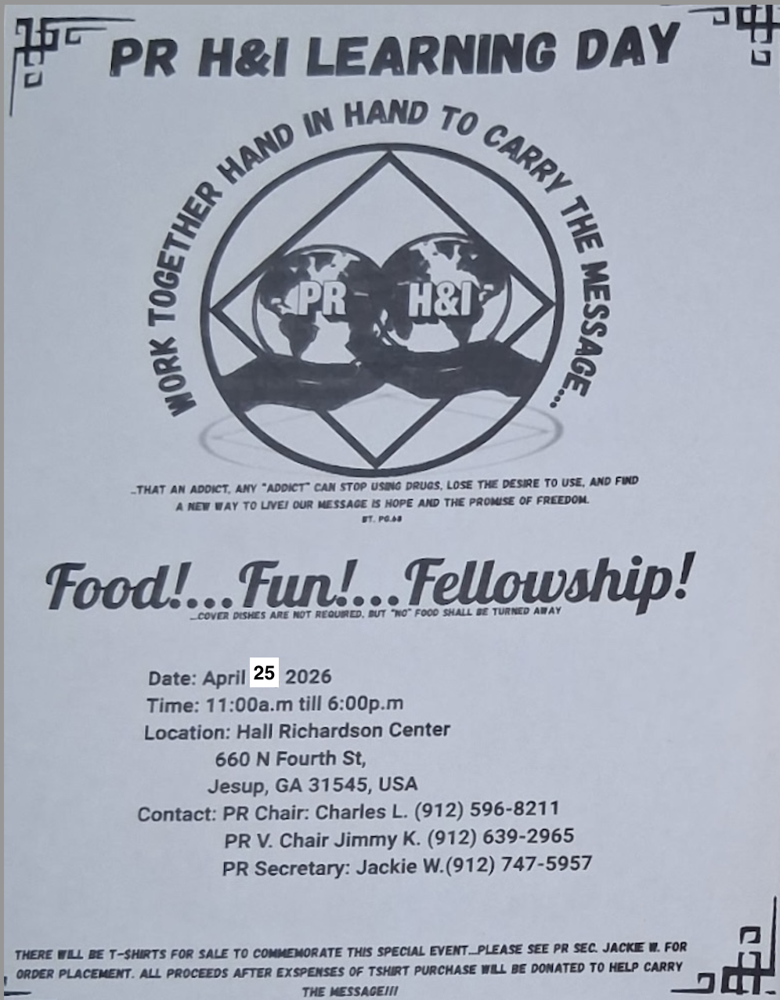 PR H&I LEARNING DAY
WORK TOGETHER HAND IN HAND TO CARRY THE MESSAGE...
PR H&I
...THAT AN ADDICT, ANY "ADDICT" CAN STOP USING DRUGS, LOSE THE DESIRE TO USE, AND FIND
A NEW WAY TO LIVE! OUR MESSAGE IS HOPE AND THE PROMISE OF FREEDOM.
BT. PG.68
Food!...Fun!...Fellowship!
...COVER DISHES ARE NOT REQUIRED, BUT "NO" FOOD SHALL BE TURNED AWAY
Date: April 25 2026
Time: 11:00a.m till 6:00p.m
Location: Hall Richardson Center
660 N Fourth St,
Jesup, GA 31545, USA
Contact: PR Chair: Charles L. (912) 596-8211
PR V. Chair Jimmy K. (912) 639-2965
PR Secretary: Jackie W.(912) 747-5957
THERE WILL BE T-SHIRTS FOR SALE TO COMMEMORATE THIS SPECIAL EVENT...PLEASE SEE PR SEC. JACKIE W. FOR
ORDER PLACEMENT. ALL PROCEEDS AFTER EXSPENSES OF TSHIRT PURCHASE WILL BE DONATED TO HELP CARRY
THE MESSAGE!!!